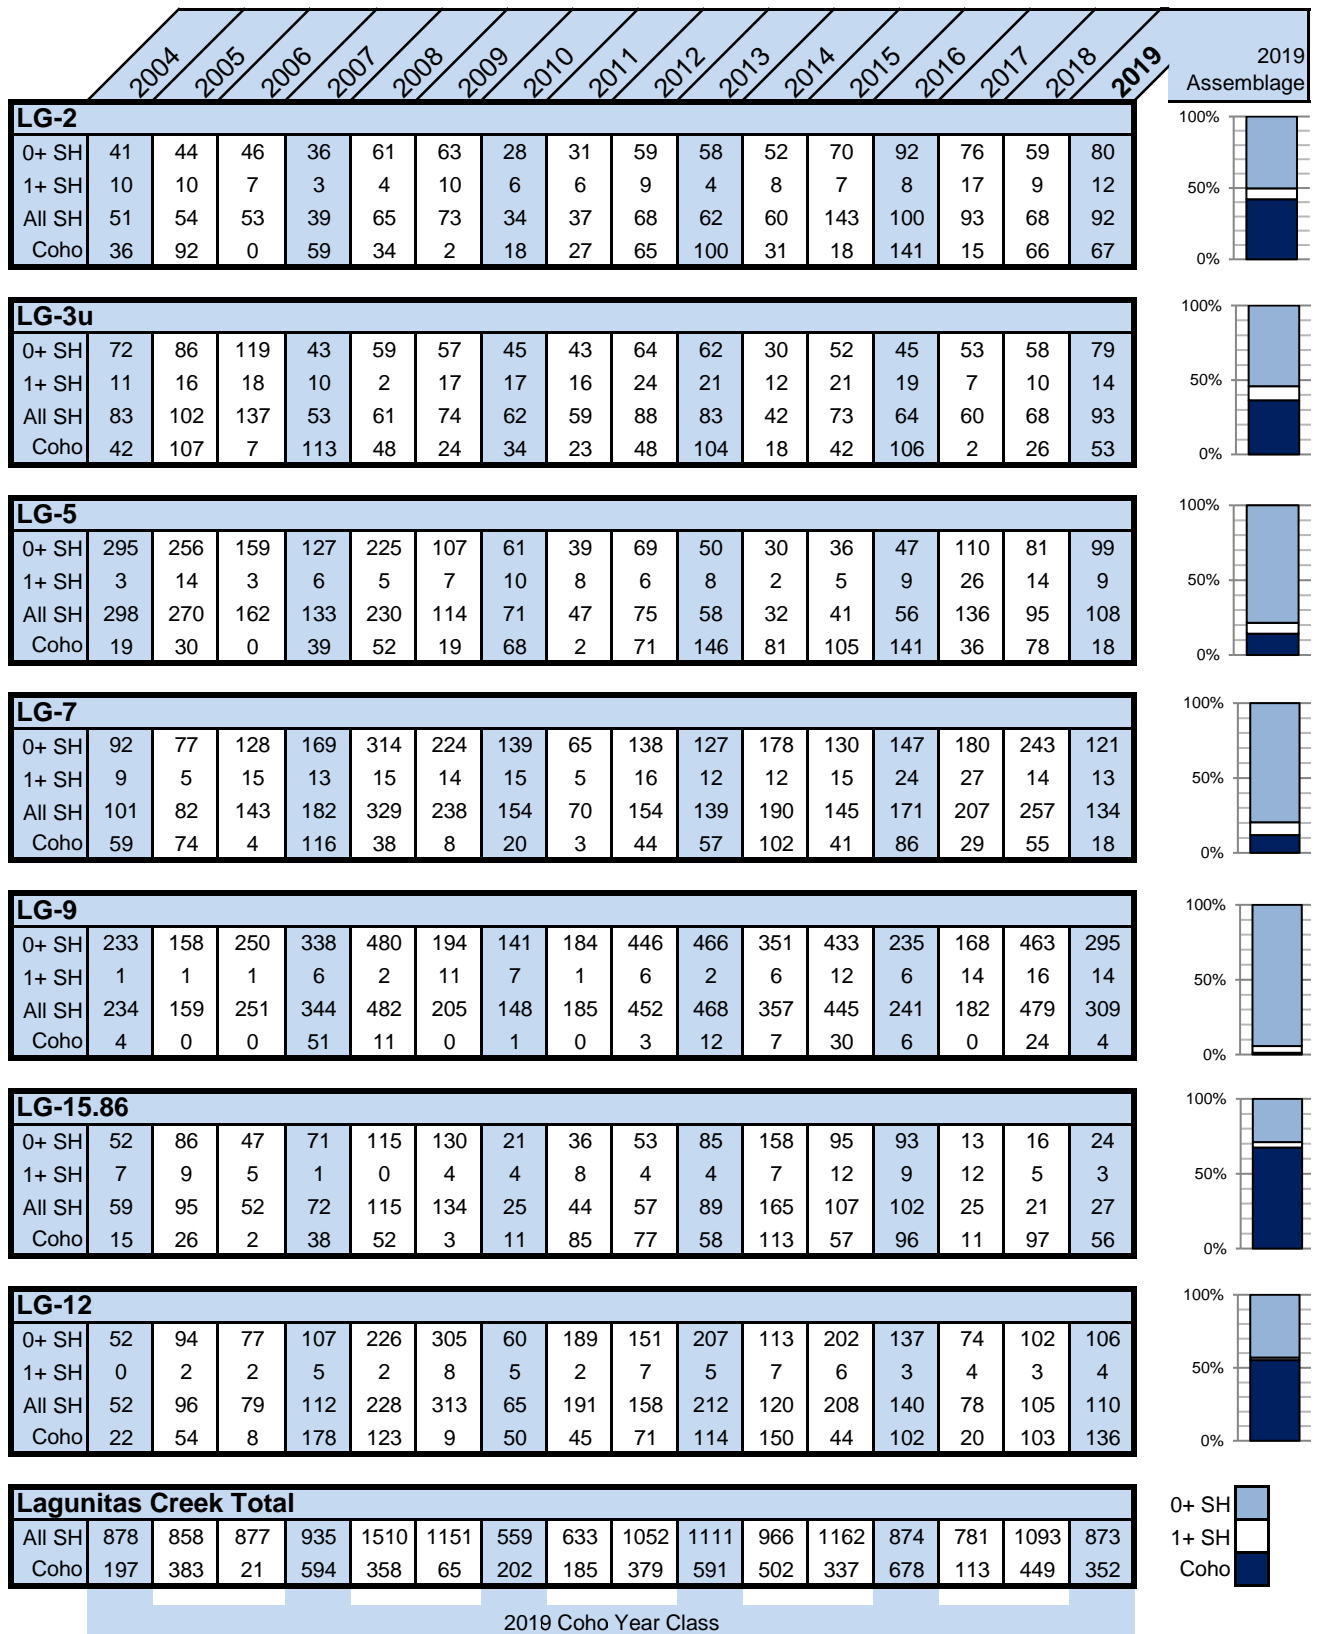 2004 2005 2006 2007 2008 2009 2010 2011 2012 2013 2014 2015 2016 2017 2018 2019 2019
Assemblage
LG-2
0+ SH 41 44 46 36 61 63 28 31 59 58 52 70 92 76 59 80
1+ SH 10 10 7 3 4 10 6 6 9 4 8 7 8 17 9 12
All SH 51 54 53 39 65 73 34 37 68 62 60 143 100 93 68 92
Coho 36 92 0 59 34 2 18 27 65 100 31 18 141 15 66 67
100%
50%
0%
LG-3u
0+ SH 72 86 119 43 59 57 45 43 64 62 30 52 45 53 58 79
1+ SH 11 16 18 10 2 17 17 16 24 21 12 21 19 7 10 14
All SH 83 102 137 53 61 74 62 59 88 83 42 73 64 60 68 93
Coho 42 107 7 113 48 24 34 23 48 104 18 42 106 2 26 53
100%
50%
0%
LG-5
0+ SH 295 256 159 127 225 107 61 39 69 50 30 36 47 110 81 99
1+ SH 3 14 3 6 5 7 10 8 6 8 2 5 9 26 14 9
All SH 298 270 162 133 230 114 71 47 75 58 32 41 56 136 95 108
Coho 19 30 0 39 52 19 68 2 71 146 81 105 141 36 78 18
100%
50%
0%
LG-7
0+ SH 92 77 128 169 314 224 139 65 138 127 178 130 147 180 243 121
1+ SH 9 5 15 13 15 14 15 5 16 12 12 15 24 27 14 13
All SH 101 82 143 182 329 238 154 70 154 139 190 145 171 207 257 134
Coho 59 74 4 116 38 8 20 3 44 57 102 41 86 29 55 18
100%
50%
0%
LG-9
0+ SH 233 158 250 338 480 194 141 184 446 466 351 433 235 168 463 295
1+ SH 1 1 1 6 2 11 7 1 6 2 6 12 6 14 16 14
All SH 234 159 251 344 482 205 148 185 452 468 357 445 241 182 479 309
Coho 4 0 0 51 11 0 1 0 3 12 7 30 6 0 24 4
100%
50%
0%
LG-15.86
0+ SH 52 86 47 71 115 130 21 36 53 85 158 95 93 13 16 24
1+ SH 7 9 5 1 0 4 4 8 4 4 7 12 9 12 5 3
All SH 59 95 52 72 115 134 25 44 57 89 165 107 102 25 21 27
Coho 15 26 2 38 52 3 11 85 77 58 113 57 96 11 97 56
100%
50%
0%
LG-12
0+ SH 52 94 77 107 226 305 60 189 151 207 113 202 137 74 102 106
1+ SH 0 2 2 5 2 8 5 2 7 5 7 6 3 4 3 4
All SH 52 96 79 112 228 313 65 191 158 212 120 208 140 78 105 110
Coho 22 54 8 178 123 9 50 45 71 114 150 44 102 20 103 136
100%
50%
0%
Lagunitas Creek Total
All SH 878 858 877 935 1510 1151 559 633 1052 1111 966 1162 874 781 1093 873
Coho 197 383 21 594 358 65 202 185 379 591 502 337 678 113 449 352
0+ SH
1+ SH
Coho
2019 Coho Year Class